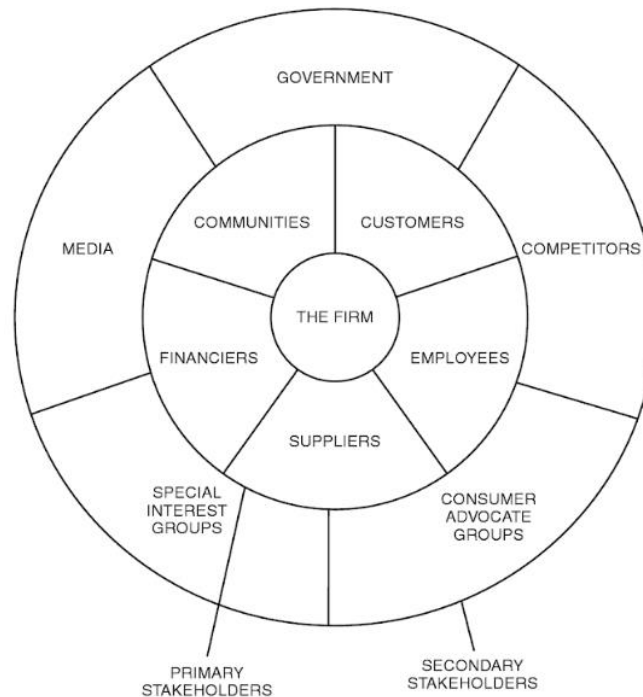 GOVERNMENT
COMMUNITIES
CUSTOMERS
MEDIA
COMPETITORS
THE FIRM
FINANCIERS
EMPLOYEES
SUPPLIERS
SPECIAL
INTEREST
GROUPS
CONSUMER
ADVOCATE
GROUPS
PRIMARY
STAKEHOLDERS
SECONDARY
STAKEHOLDERS